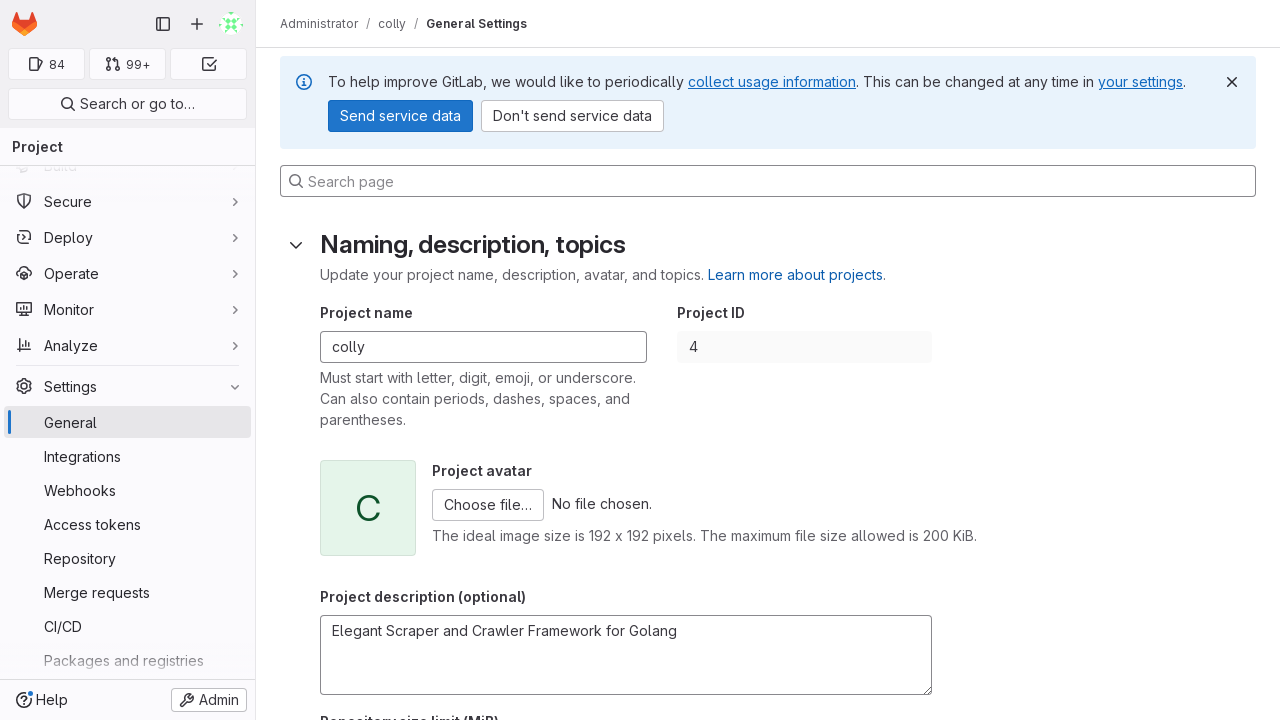 Administrator / colly / General Settings
84
99+
Search or go to…
Project
Build
Secure
Deploy
Operate
Monitor
Analyze
Settings
General
Integrations
Webhooks
Access tokens
Repository
Merge requests
CI/CD
Packages and registries
Help
Admin
To help improve GitLab, we would like to periodically collect usage information. This can be changed at any time in your settings.
Send service data
Don't send service data
Search page
Naming, description, topics
Update your project name, description, avatar, and topics. Learn more about projects.
Project name
colly
Must start with letter, digit, emoji, or underscore.
Can also contain periods, dashes, spaces, and
parentheses.
Project ID
4
C
Project avatar
Choose file… No file chosen.
The ideal image size is 192 x 192 pixels. The maximum file size allowed is 200 KiB.
Project description (optional)
Elegant Scraper and Crawler Framework for Golang
Repository size limit (MiB)